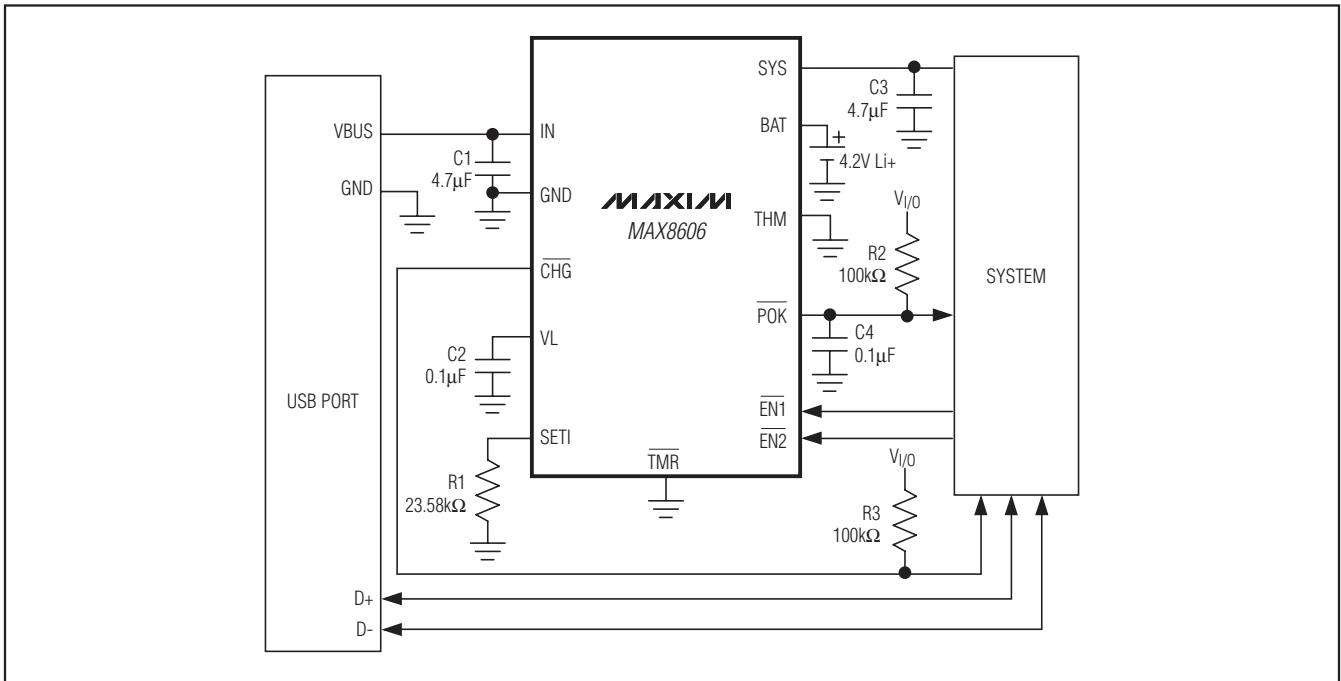 USB PORT
VBUS
GND
D+
D-
C1
4.7µF
C2
0.1µF
R1
23.58kΩ
IN
GND
CHG
VL
SETI
TMR
MAXIM
MAX8606
SYS
BAT
THM
POK
EN1
EN2
C3
4.7µF
+
4.2V Li+
VI/O
R2
100kΩ
C4
0.1µF
VI/O
R3
100kΩ
SYSTEM